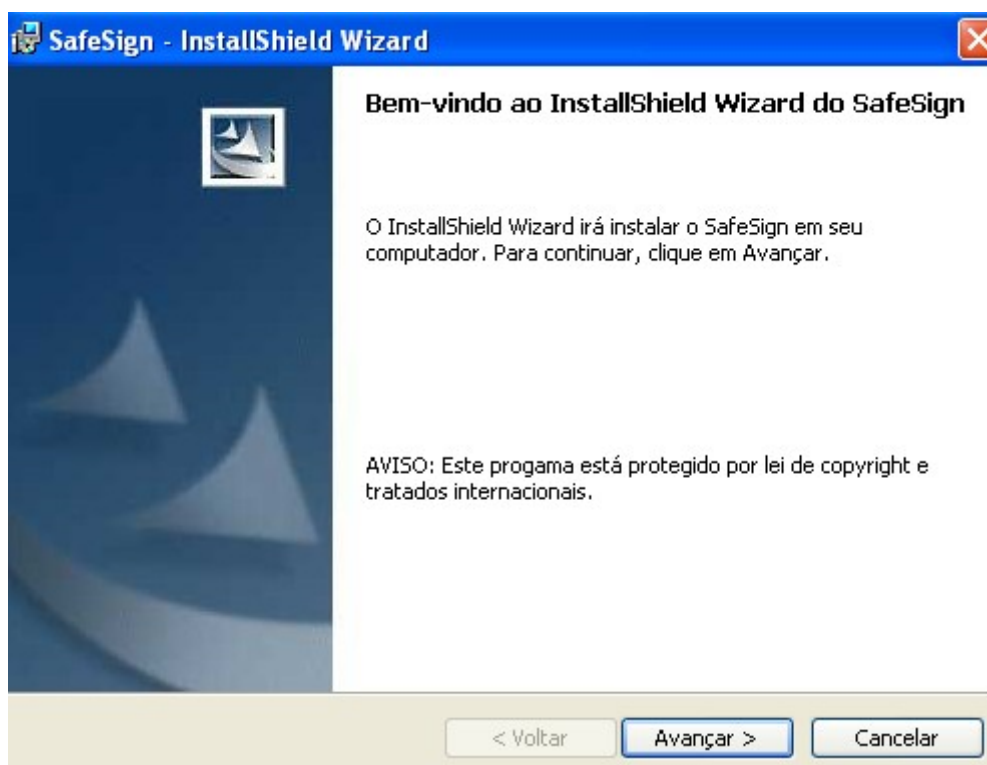 SafeSign - InstallShield Wizard
Bem-vindo ao InstallShield Wizard do SafeSign
O InstallShield Wizard irá instalar o SafeSign em seu
computador. Para continuar, clique em Avançar.
AVISO: Este progama está protegido por lei de copyright e
tratados internacionais.
< Voltar
Avançar >
Cancelar